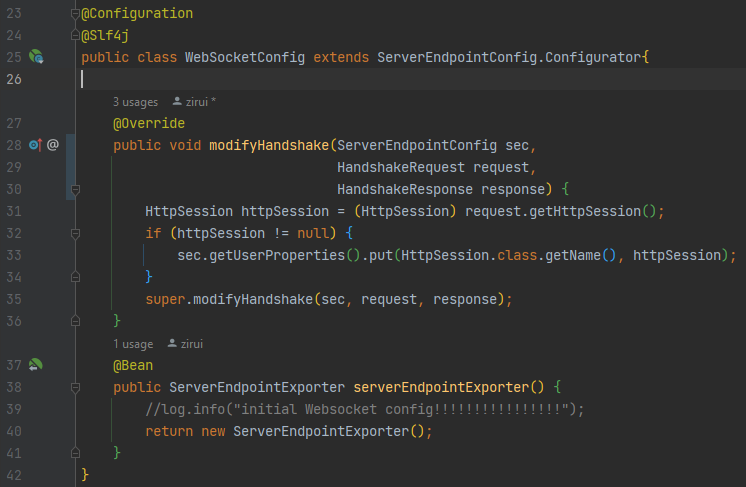 23 @Configuration
24 @Slf4j
25 public class WebSocketConfig extends ServerEndpointConfig.Configurator{
26
3 usages zirui *
27 @Override
28 @ public void modifyHandshake(ServerEndpointConfig sec,
29 HandshakeRequest request,
30 HandshakeResponse response) {
31 HttpSession httpSession = (HttpSession) request.getHttpSession();
32 if (httpSession != null) {
33 sec.getUserProperties().put(HttpSession.class.getName(), httpSession);
34 }
35 super.modifyHandshake(sec, request, response);
36 }
1 usage zirui
37 @Bean
38 public ServerEndpointExporter serverEndpointExporter() {
39 //log.info("initial Websocket config!!!!!!!!!!!!!!!!");
40 return new ServerEndpointExporter();
41 }
42 }